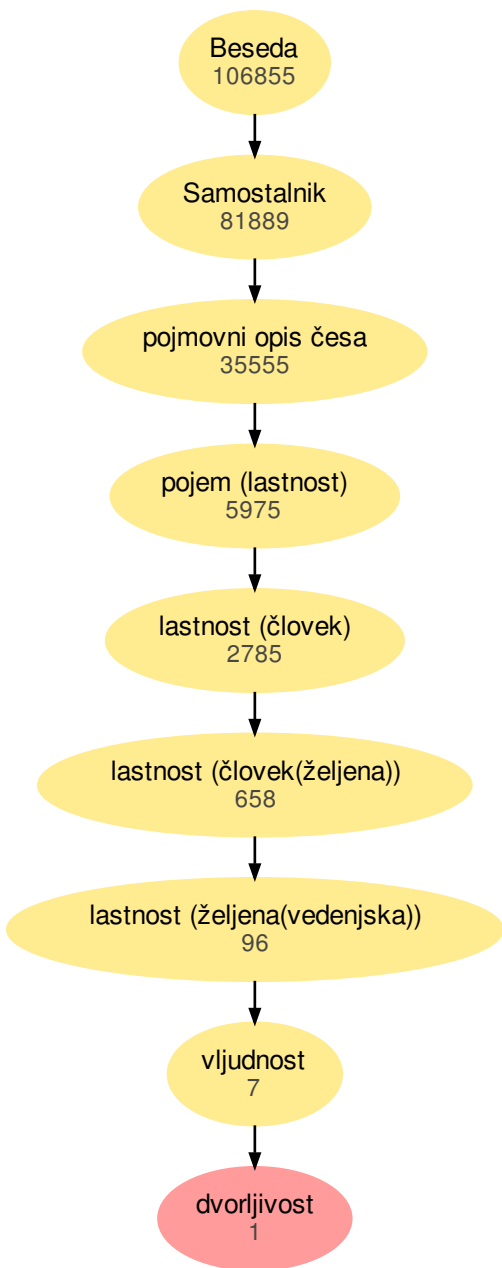 Beseda
106855
Samostalnik
81889
pojmovni opis česa
35555
pojem (lastnost)
5975
lastnost (človek)
2785
lastnost (človek(željena))
658
lastnost (željena(vedenjska))
96
vljudnost
7
dvorljivost
1